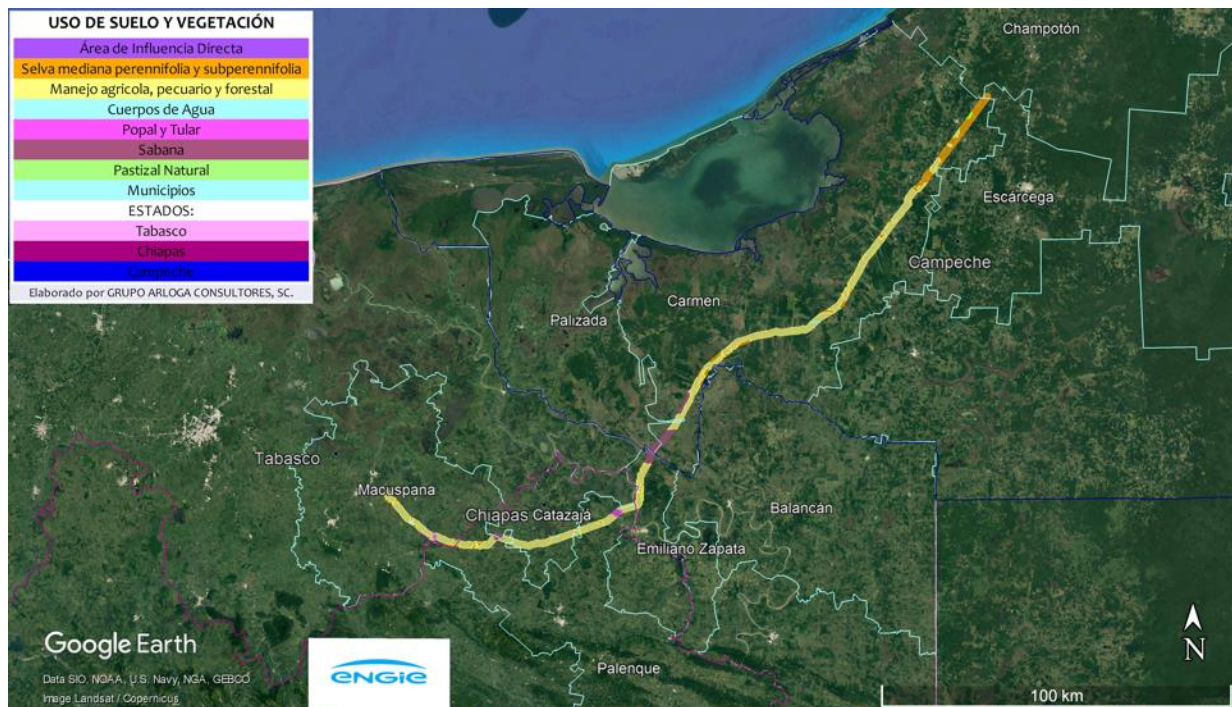 USO DE SUELO Y VEGETACIÓN
Área de Influencia Directa
Selva mediana perennifolia y subperennifolia
Manejo agrícola, pecuario y forestal
Cuerpos de Agua
Popal y Tular
Sabana
Pastizal Natural
Municipios
ESTADOS:
Tabasco
Chiapas
Campeche
Elaborado por GRUPO ARLOGA CONSULTORES, SC.
Champotón
Escárcega
Campeche
Carmen
Palizada
Tabasco
Macuspana
Chiapas
Catazajá
Balancán
Emiliano Zapata
Palenque
Google Earth
Data SIO, NOAA, U.S. Navy, NGA, GEBCO
Image Landsat / Copernicus
ENGIE
N
100 km